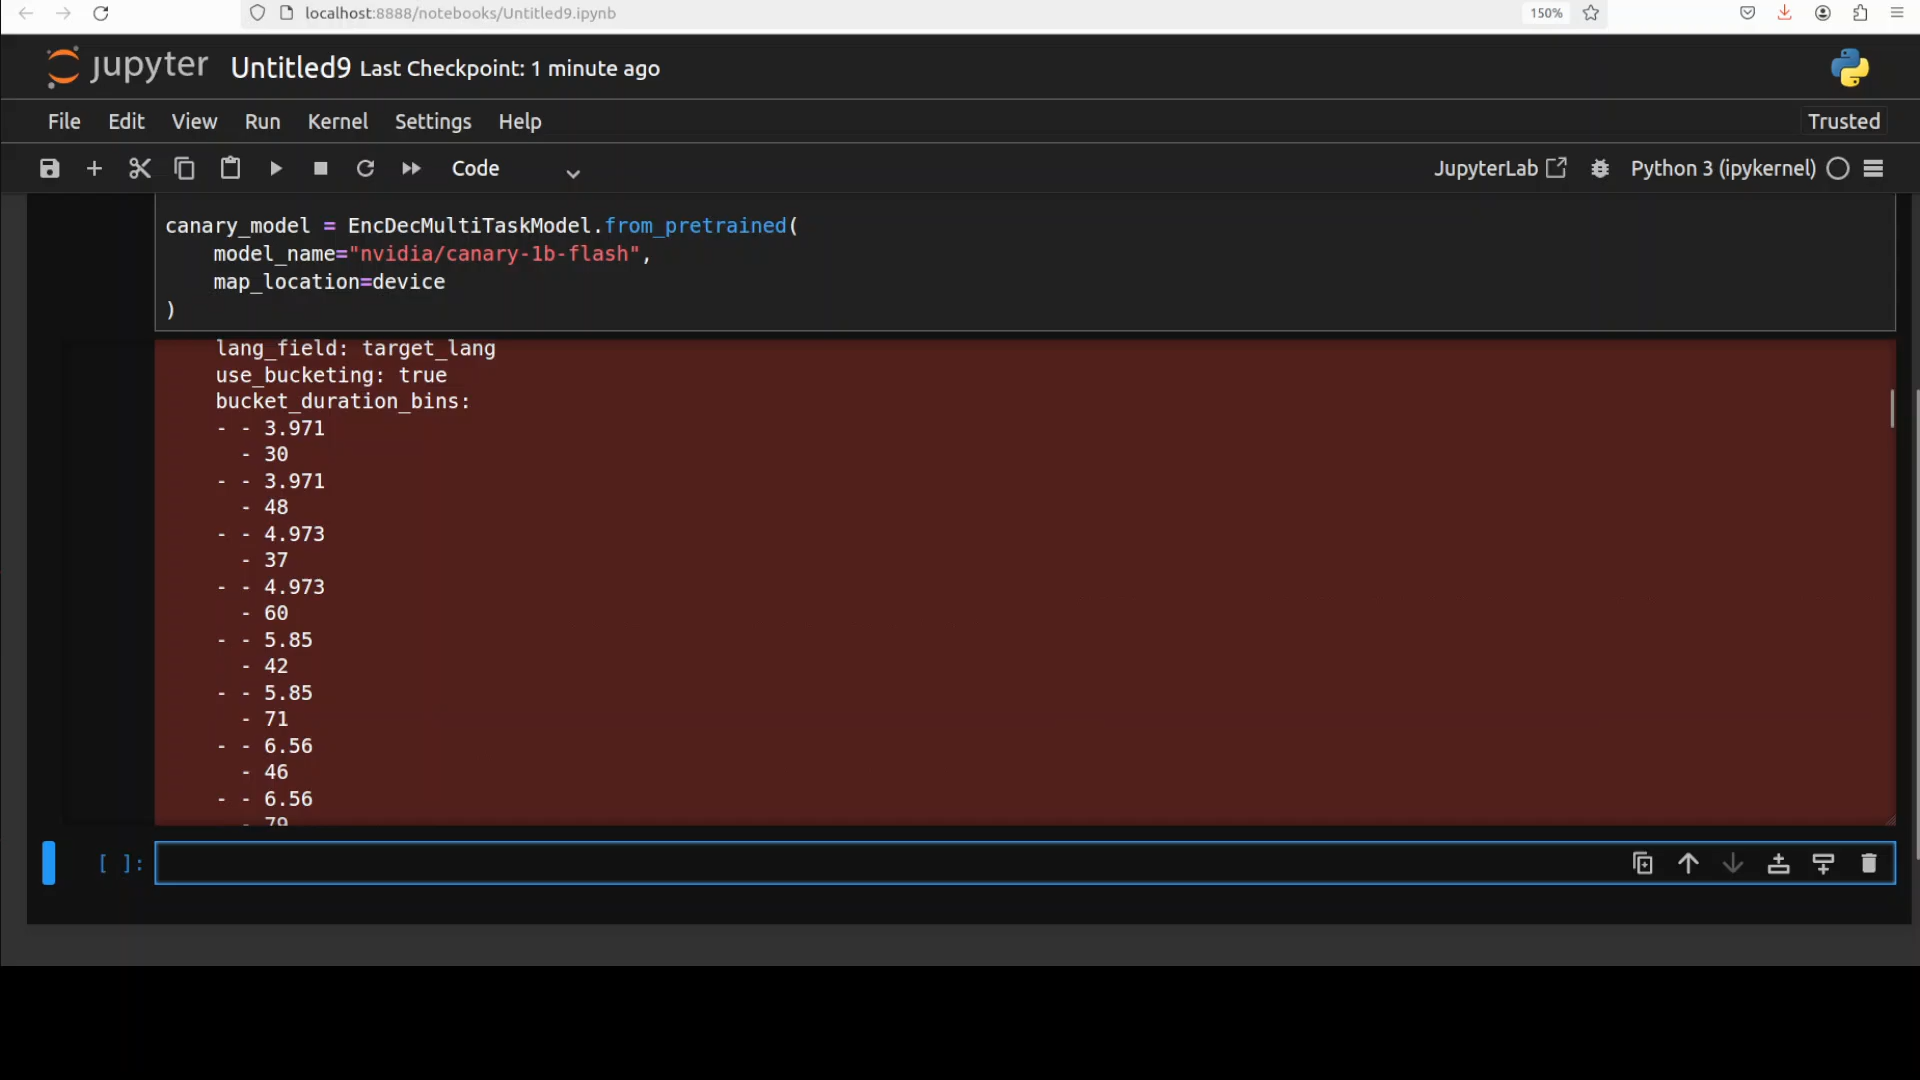 localhost:8888/notebooks/Untitled9.ipynb
150%
jupyter Untitled9 Last Checkpoint: 1 minute ago
File Edit View Run Kernel Settings Help
Trusted
Code
JupyterLab
Python 3 (ipykernel)
canary_model = EncDecMultiTaskModel.from_pretrained(
model_name="nvidia/canary-1b-flash",
map_location=device
)
lang_field: target_lang
use_bucketing: true
bucket_duration_bins:
- - 3.971
- 30
- - 3.971
- 48
- - 4.973
- 37
- - 4.973
- 60
- - 5.85
- 42
- - 5.85
- 71
- - 6.56
- 46
- - 6.56
- 79
[ ]: